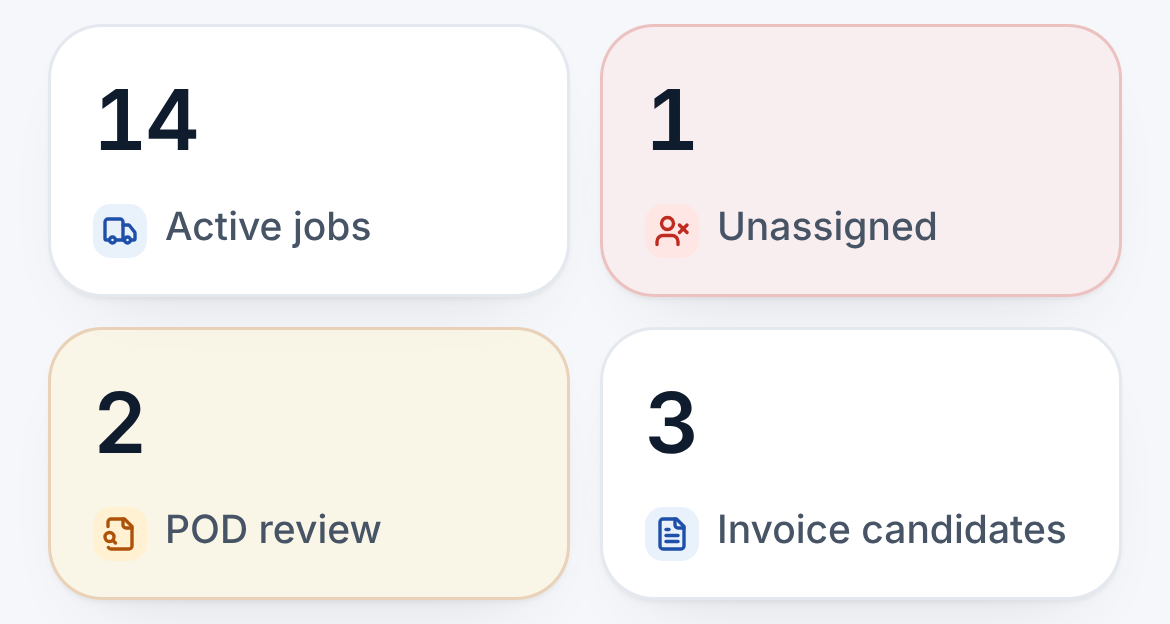 14
Active jobs
1
Unassigned
2
POD review
3
Invoice candidates